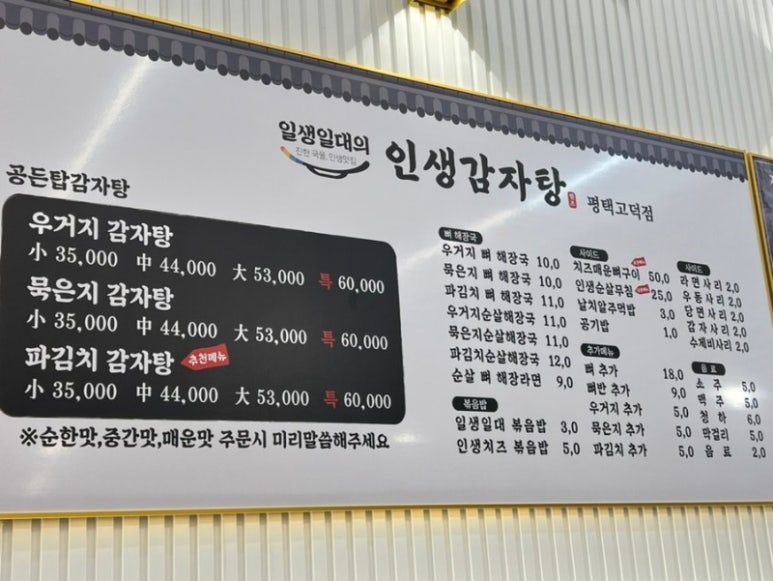 일생일대의
진한 국물, 인생맛집
인생감자탕 평택고덕점
공든탑감자탕
우거지 감자탕
小 35,000 中 44,000 大 53,000 특 60,000
묵은지 감자탕
小 35,000 中 44,000 大 53,000 특 60,000
파김치 감자탕 추천메뉴
小 35,000 中 44,000 大 53,000 특 60,000
※순한맛,중간맛,매운맛 주문시 미리말씀해주세요
뼈 해장국
우거지 뼈 해장국 10,0
묵은지 뼈 해장국 10,0
파김치 뼈 해장국 11,0
우거지순살해장국 11,0
묵은지순살해장국 11,0
파김치순살해장국 12,0
순살 뼈 해장라면 9,0
볶음밥
일생일대 볶음밥 3,0
인생치즈 볶음밥 5,0
사이드
치즈매운뼈구이 50,0
인생순살무침 25,0
날치알주먹밥 3,0
공기밥 1,0
추가메뉴
뼈 추가 18,0
뼈반 추가 9,0
우거지 추가 5,0
묵은지 추가 5,0
파김치 추가 5,0
사이드
라면사리 2,0
우동사리 2,0
당면사리 2,0
감자사리 2,0
수제비사리 2,0
음료
소주 5,0
맥주 5,0
청하 6,0
막걸리 5,0
음료 2,0